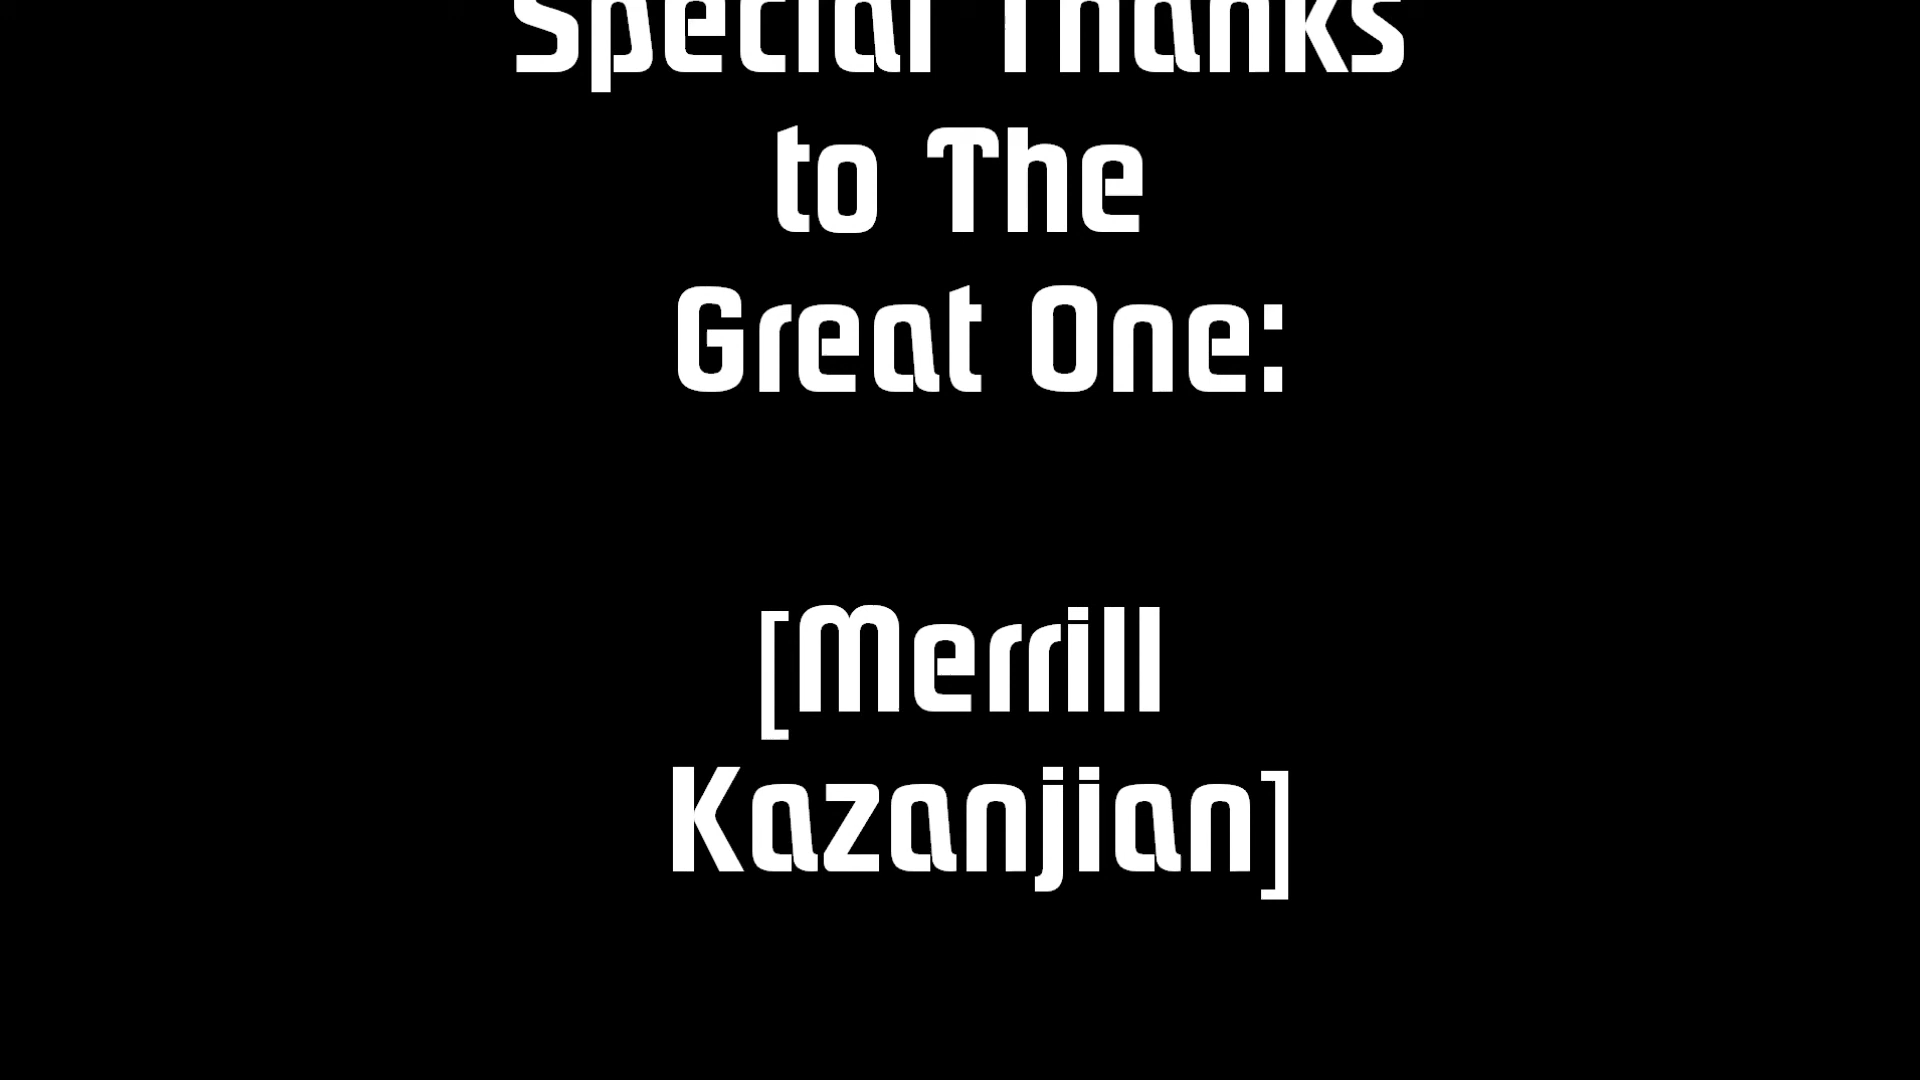 Special Thanks
to The
Great One:
[Merrill
Kazanjian]